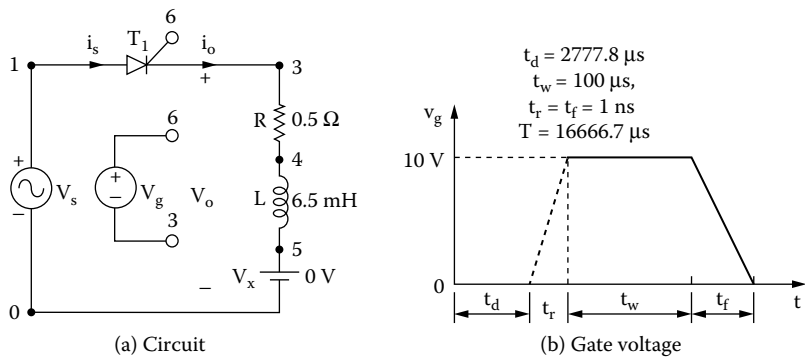 6
i_s
T_1
i_o
1
3
+
R
0.5 Ω
6
4
+
V_s
−
+
−
V_g
V_o
L
6.5 mH
3
5
−
V_x
0 V
0
(a) Circuit
t_d = 2777.8 µs
t_w = 100 µs,
t_r = t_f = 1 ns
T = 16666.7 µs
v_g
10 V
0
t
t_d
t_r
t_w
t_f
(b) Gate voltage